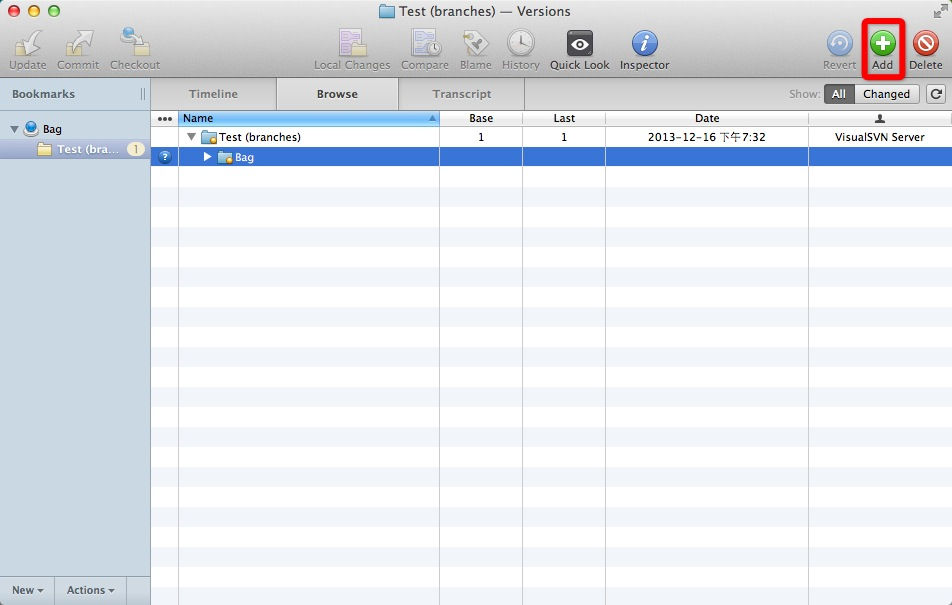 Test (branches) — Versions
Update Commit Checkout Local Changes Compare Blame History Quick Look Inspector Revert Add Delete
Bookmarks Timeline Browse Transcript Show: All Changed
Name Base Last Date
Bag
Test (branches) 1 1 2013-12-16 下午7:32 VisualSVN Server
Test (bra... 1
? Bag
New Actions